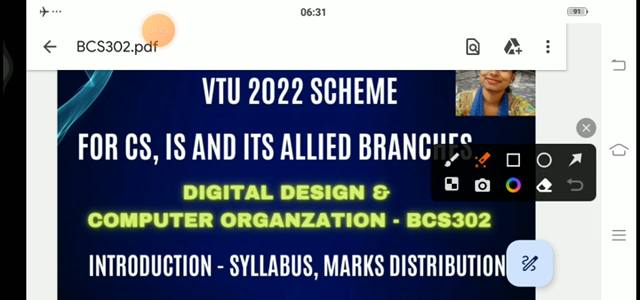 06:31
91
BCS302.pdf
VTU 2022 SCHEME
FOR CS, IS AND ITS ALLIED BRANCHES
DIGITAL DESIGN &
COMPUTER ORGANZATION - BCS302
INTRODUCTION - SYLLABUS, MARKS DISTRIBUTION